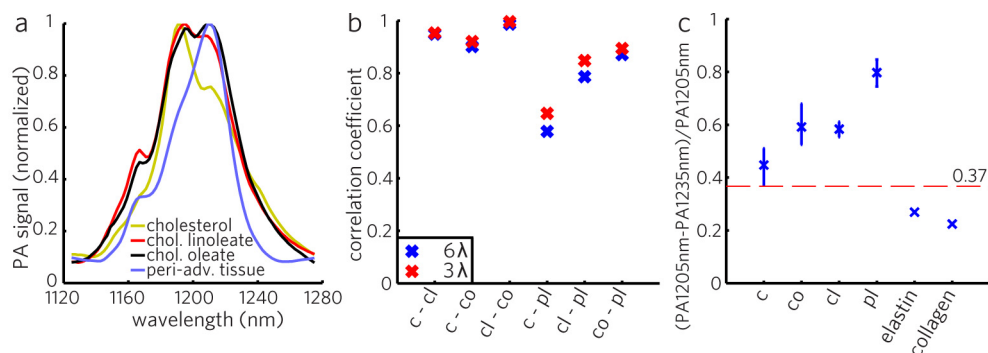 a
PA signal (normalized)
1
0.8
0.6
0.4
0.2
0
cholesterol
chol. linoleate
chol. oleate
peri-adv. tissue
1120 1160 1200 1240 1280
wavelength (nm)
b
correlation coefficient
1
0.8
0.6
0.4
0.2
0
6λ
3λ
c - cl
c - co
cl - co
c - pl
cl - pl
co - pl
c
(PA1205nm-PA1235nm)/PA1205nm
1
0.8
0.6
0.4
0.2
0
0.37
c
co
cl
pl
elastin
collagen